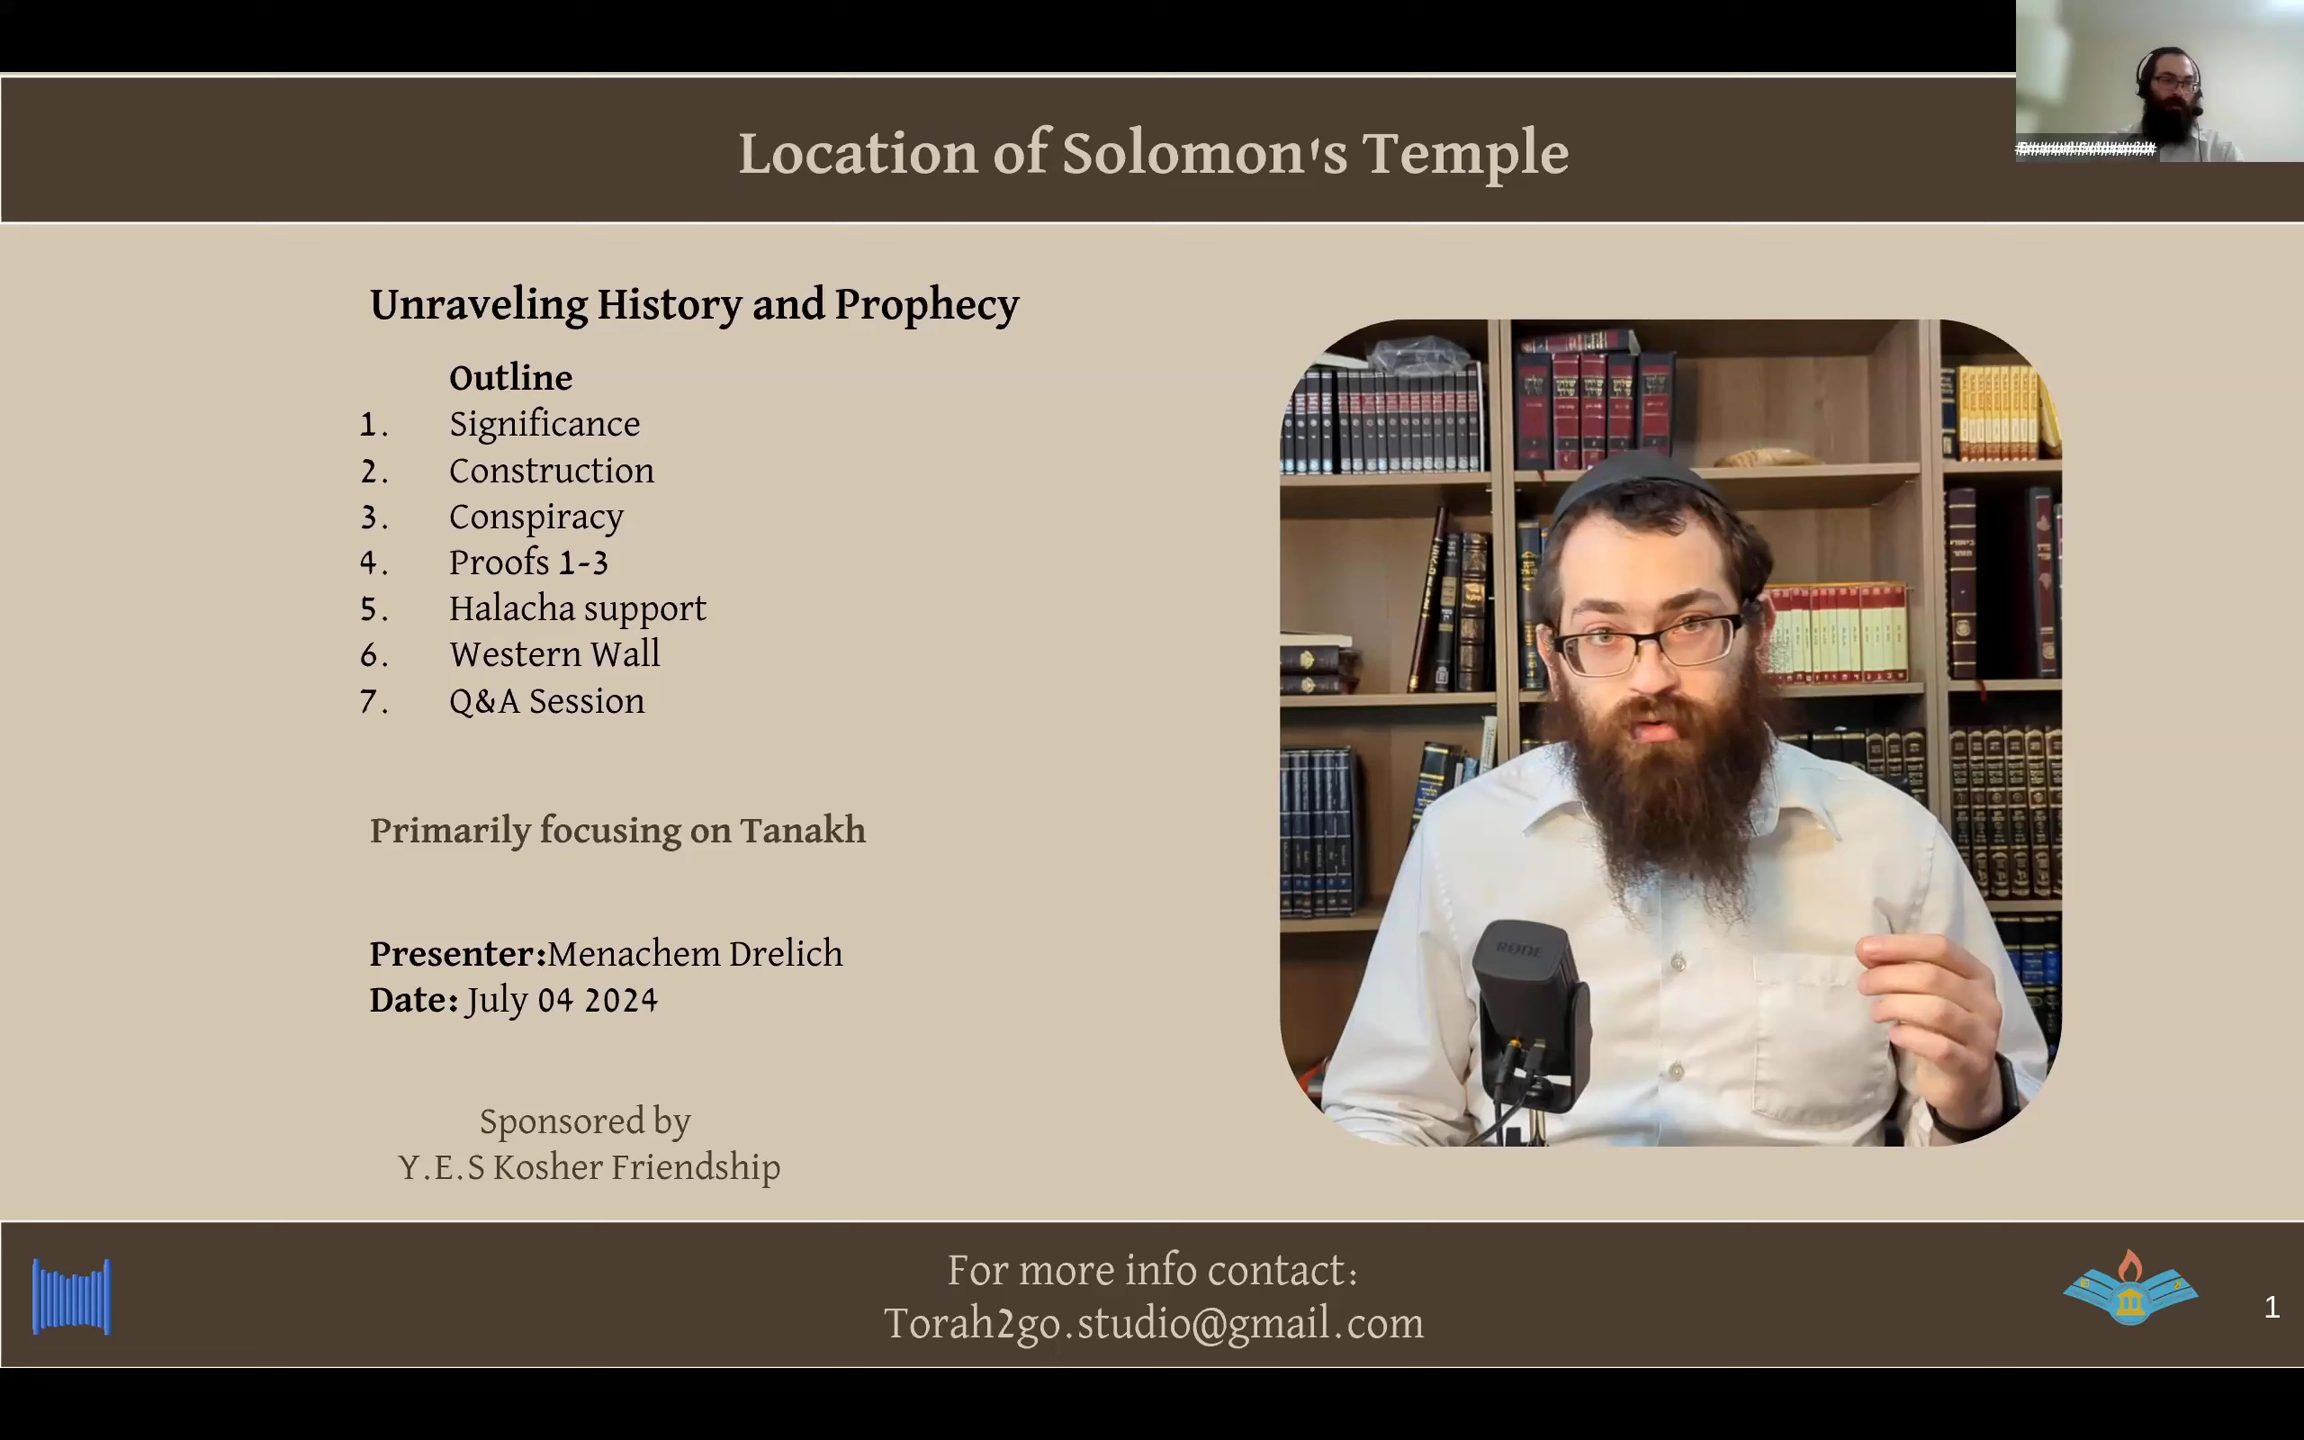 Location of Solomon's Temple
Unraveling History and Prophecy
Outline
1. Significance
2. Construction
3. Conspiracy
4. Proofs 1-3
5. Halacha support
6. Western Wall
7. Q&A Session
Primarily focusing on Tanakh
Presenter:Menachem Drelich
Date: July 04 2024
Sponsored by
Y.E.S Kosher Friendship
RØDE
For more info contact:
Torah2go.studio@gmail.com
1